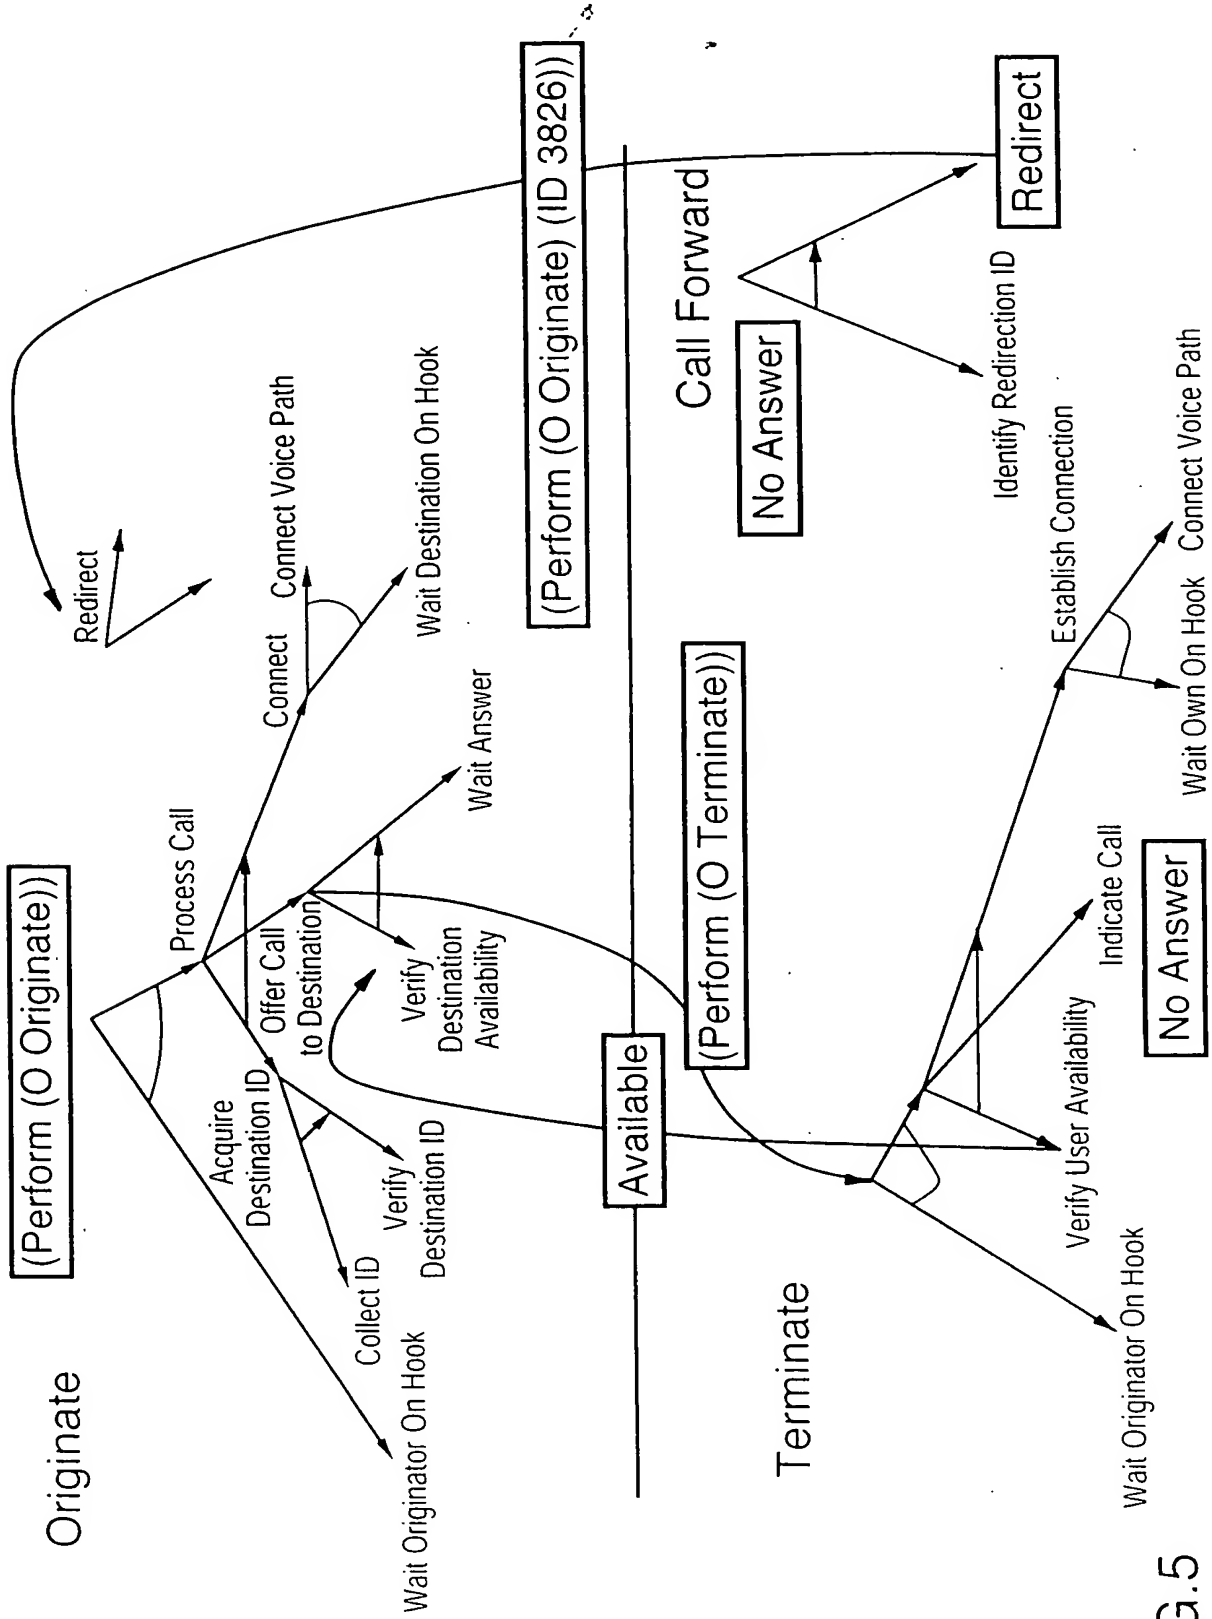 Originate
(Perform (O Originate))
Redirect
Process Call
Connect
Connect Voice Path
Acquire
Destination ID
Offer Call
to Destination
Wait Destination On Hook
Wait Answer
Verify
Destination
Availability
Verify
Destination ID
Collect ID
Wait Originator On Hook
(Perform (O Originate) (ID 3826))
Available
(Perform (O Terminate))
Terminate
Call Forward
No Answer
Identify Redirection ID
Redirect
Establish Connection
Verify User Availability
Indicate Call
No Answer
Wait Originator On Hook
Wait Own On Hook
Connect Voice Path
G.5